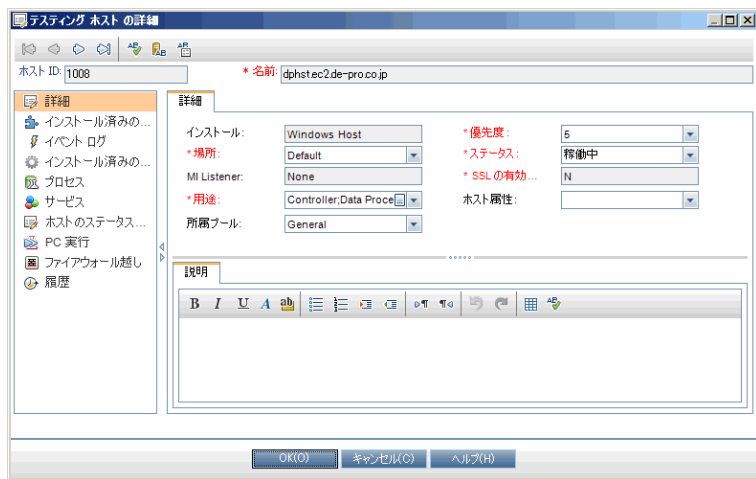 テスティング ホスト の詳細
ホスト ID: 1008
* 名前: dphst.ec2.de-pro.co.jp
詳細
インストール済みの...
イベント ログ
インストール済みの...
プロセス
サービス
ホストのステータス...
PC 実行
ファイアウォール越し
履歴
詳細
インストール: Windows Host
*優先度: 5
*場所: Default
*ステータス: 稼働中
MI Listener: None
* SSL の有効... N
*用途: Controller;Data Proce
ホスト属性:
所属プール: General
説明
B I U A ab
OK(O) キャンセル(C) ヘルプ(H)